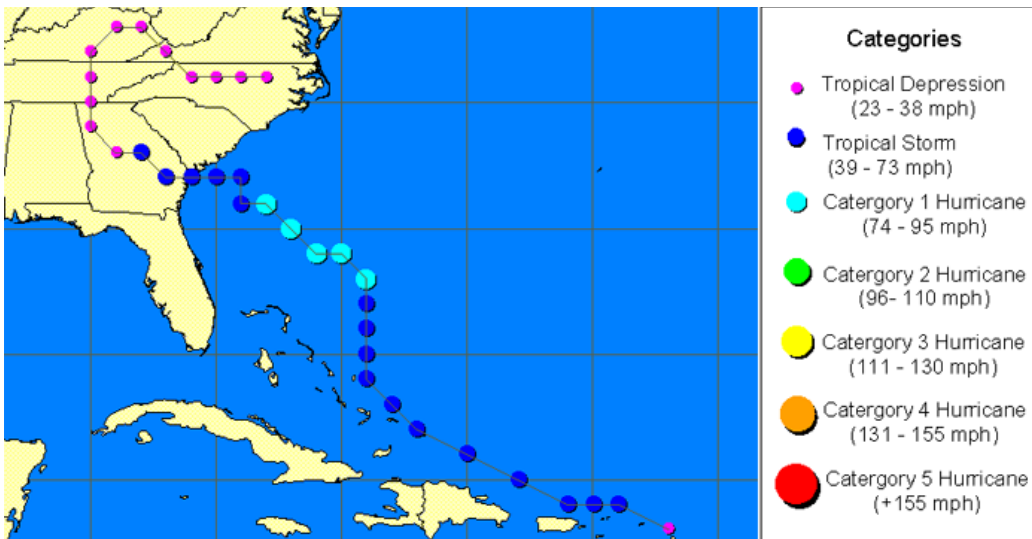 Categories
Tropical Depression
(23 - 38 mph)
Tropical Storm
(39 - 73 mph)
Catergory 1 Hurricane
(74 - 95 mph)
Catergory 2 Hurricane
(96- 110 mph)
Catergory 3 Hurricane
(111 - 130 mph)
Catergory 4 Hurricane
(131 - 155 mph)
Catergory 5 Hurricane
(+155 mph)